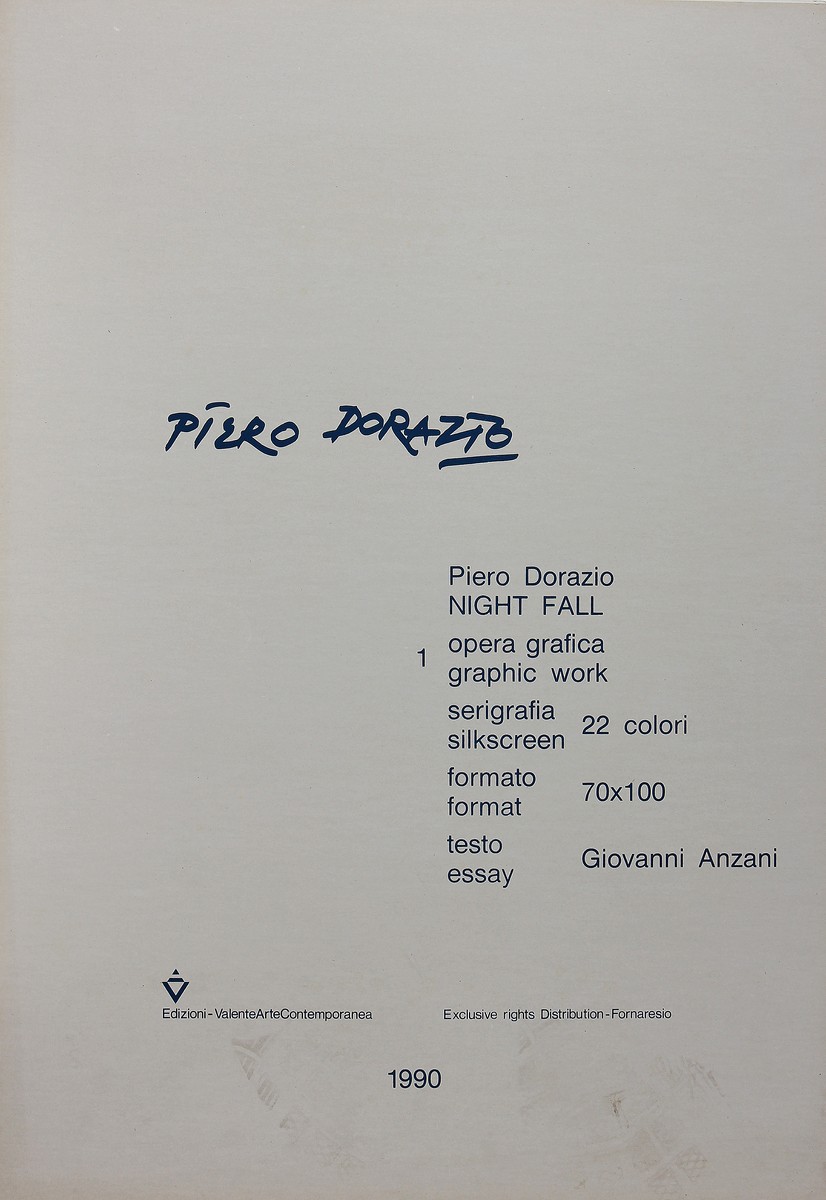 PIERO DORAZIO
Piero Dorazio
NIGHT FALL
1
opera grafica
graphic work
serigrafia
silkscreen
22 colori
formato
format
70x100
testo
essay
Giovanni Anzani
Edizioni-ValenteArteContemporanea
Exclusive rights Distribution-Fornaresio
1990